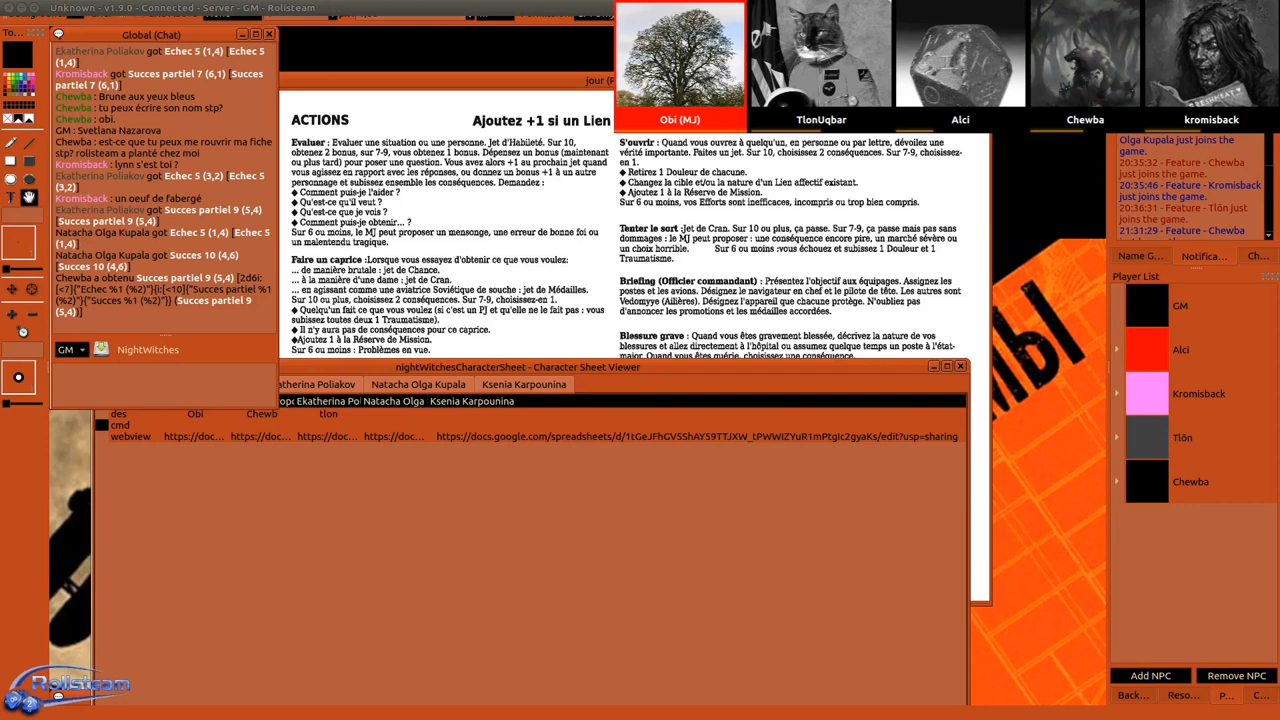 Unknown - v1.9.0 - Connected - Server - GM - Rolisteam
To...
Global (Chat)
Ekatherina Poliakov got Echec 5 (1,4) [Echec 5
(1,4)]
Kromisback got Succes partiel 7 (6,1) [Succes
partiel 7 (6,1)]
Chewba : Brune aux yeux bleus
Chewba : tu peux écrire son nom stp?
Chewba : obi.
GM : Svetlana Nazarova
Chewba : est-ce que tu peux me rouvrir ma fiche
stp? rolisteam a planté chez moi
Kromisback : lynn s'est toi ?
Ekatherina Poliakov got Echec 5 (3,2) [Echec 5
(3,2)]
Kromisback : un oeuf de fabergé
Ekatherina Poliakov got Succes partiel 9 (5,4)
[Succes partiel 9 (5,4)]
Natacha Olga Kupala got Echec 5 (1,4) [Echec 5
(1,4)]
Natacha Olga Kupala got Succes 10 (4,6)
[Succes 10 (4,6)]
Chewba a obtenu Succes partiel 9 (5,4) [2d6i:
[<7]{"Echec %1 (%2)"}{i:[<10]{"Succes partiel %1
(%2)"}{"Succes %1 (%2)"}} (Succes partiel 9
(5,4))]
GM
NightWitches
jour (P
ACTIONS
Ajoutez +1 si un Lien
Evaluer : Evaluer une situation ou une personne. Jet d'Habileté. Sur 10,
obtenez 2 bonus, sur 7-9, vous obtenez 1 bonus. Dépensez un bonus (maintenant
ou plus tard) pour poser une question. Vous avez alors +1 au prochain jet quand
vous agissez en rapport avec les réponses, ou donnez un bonus +1 à un autre
personnage et subissez ensemble les conséquences. Demandez :
◆ Comment puis-je l'aider ?
◆ Qu'est-ce qu'il veut ?
◆ Qu'est-ce que je vois ?
◆ Comment puis-je obtenir... ?
Sur 6 ou moins, le MJ peut proposer un mensonge, une erreur de bonne foi ou
un malentendu tragique.
Faire un caprice :Lorsque vous essayez d'obtenir ce que vous voulez:
... de manière brutale : jet de Chance.
... à la manière d'une dame : jet de Cran.
... en agissant comme une aviatrice Soviétique de souche : jet de Médailles.
Sur 10 ou plus, choisissez 2 conséquences. Sur 7-9, choisissez-en 1.
◆ Quelqu'un fait ce que vous voulez (si c'est un PJ et qu'elle ne le fait pas : vous
subissez toutes deux 1 Traumatisme).
◆ Il n'y aura pas de conséquences pour ce caprice.
◆Ajoutez 1 à la Réserve de Mission.
Sur 6 ou moins : Problèmes en vue.
S'ouvrir : Quand vous ouvrez à quelqu'un, en personne ou par lettre, dévoilez une
vérité importante. Faites un jet. Sur 10, choisissez 2 conséquences. Sur 7-9, choisissez-
en 1.
◆ Retirez 1 Douleur de chacune.
◆ Changez la cible et/ou la nature d'un Lien affectif existant.
◆ Ajoutez 1 à la Réserve de Mission.
Sur 6 ou moins, vos Efforts sont inefficaces, incompris ou trop bien compris.
Tenter le sort :Jet de Cran. Sur 10 ou plus, ça passe. Sur 7-9, ça passe mais pas sans
dommages : le MJ peut proposer : une conséquence encore pire, un marché sévère ou
un choix horrible. Sur 6 ou moins :vous échouez et subissez 1 Douleur et 1
Traumatisme.
Briefing (Officier commandant) : Présentez l'objectif aux équipages. Assignez les
postes et les avions. Désignez le navigateur en chef et le pilote de tête. Les autres sont
Vedomyye (Ailières). Désignez l'appareil que chacune protège. N'oubliez pas
d'annoncer les promotions et les médailles accordées.
Blessure grave : Quand vous êtes gravement blessée, décrivez la nature de vos
blessures et allez directement à l'hôpital ou assumez quelque temps un poste à l'état-
major. Quand vous êtes guérie, choisissez une conséquence.
Obi (MJ)
TlonUqbar
Alci
Chewba
kromisback
Olga Kupala just joins the
game.
20:35:32 - Feature - Chewba
just joins the game.
20:35:46 - Feature - Kromisback
just joins the game.
20:36:31 - Feature - Tlön just
joins the game.
21:31:29 - Feature - Chewba
Name G...
Notifica...
Ch...
Player List
GM
Alci
Kromisback
Tlön
Chewba
Add NPC
Remove NPC
Back...
Reso...
P...
C...
nightWitchesCharacterSheet - Character Sheet Viewer
atherina Poliakov
Natacha Olga Kupala
Ksenia Karpounina
Ekatrina Po
Natacha Olga
Ksenia Karpounina
des
Obi
Chewb
tlon
cmd
webview
https://doc...
https://doc...
https://doc...
https://doc...
https://docs.google.com/spreadsheets/d/1tGeJFhGVSShAY59TTJXW_tPWWIZYuR1mPtgIc2gyaKs/edit?usp=sharing
Rolisteam